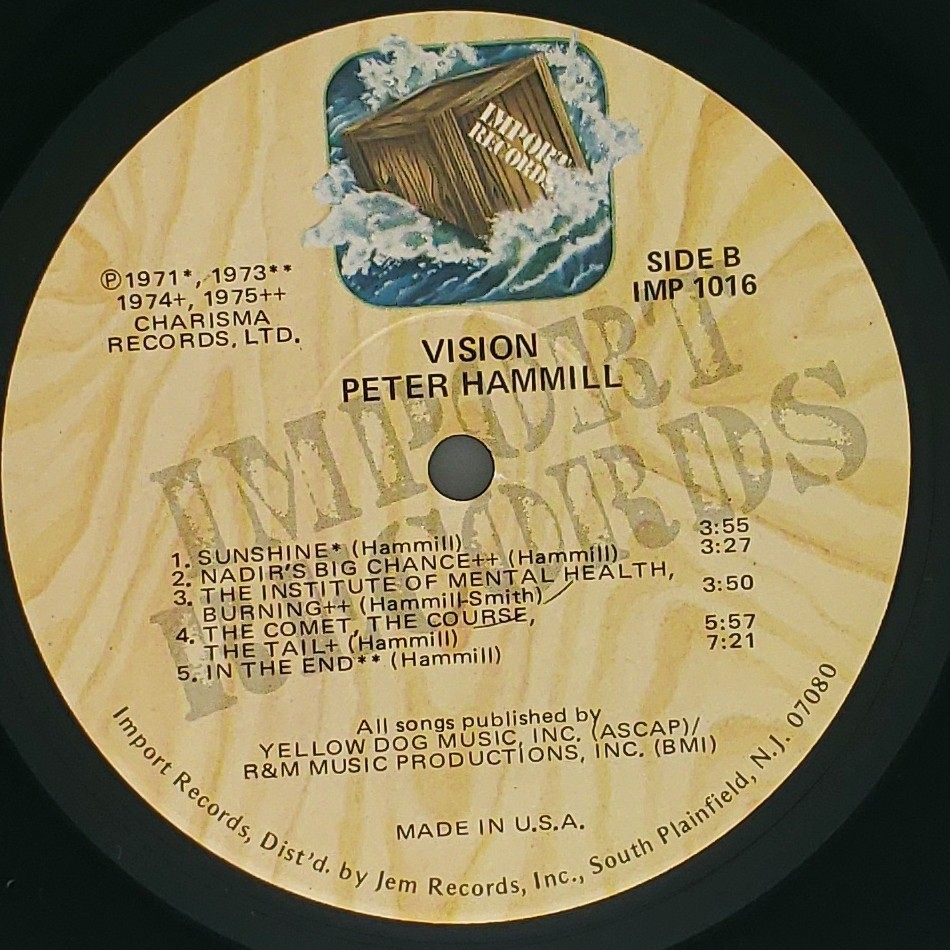 IMPORT
RECORDS
℗1971*, 1973**
1974+, 1975++
CHARISMA
RECORDS, LTD.
SIDE B
IMP 1016
VISION
PETER HAMMILL
IMPORT
RECORDS
1. SUNSHINE* (Hammill) 3:55
2. NADIR'S BIG CHANCE++ (Hammill) 3:27
3. THE INSTITUTE OF MENTAL HEALTH,
BURNING++ (Hammill-Smith) 3:50
4. THE COMET, THE COURSE,
THE TAIL+ (Hammill) 5:57
5. IN THE END** (Hammill) 7:21
All songs published by
YELLOW DOG MUSIC, INC. (ASCAP)/
R&M MUSIC PRODUCTIONS, INC. (BMI)
MADE IN U.S.A.
Import Records, Dist'd. by Jem Records, Inc., South Plainfield, N.J. 07080